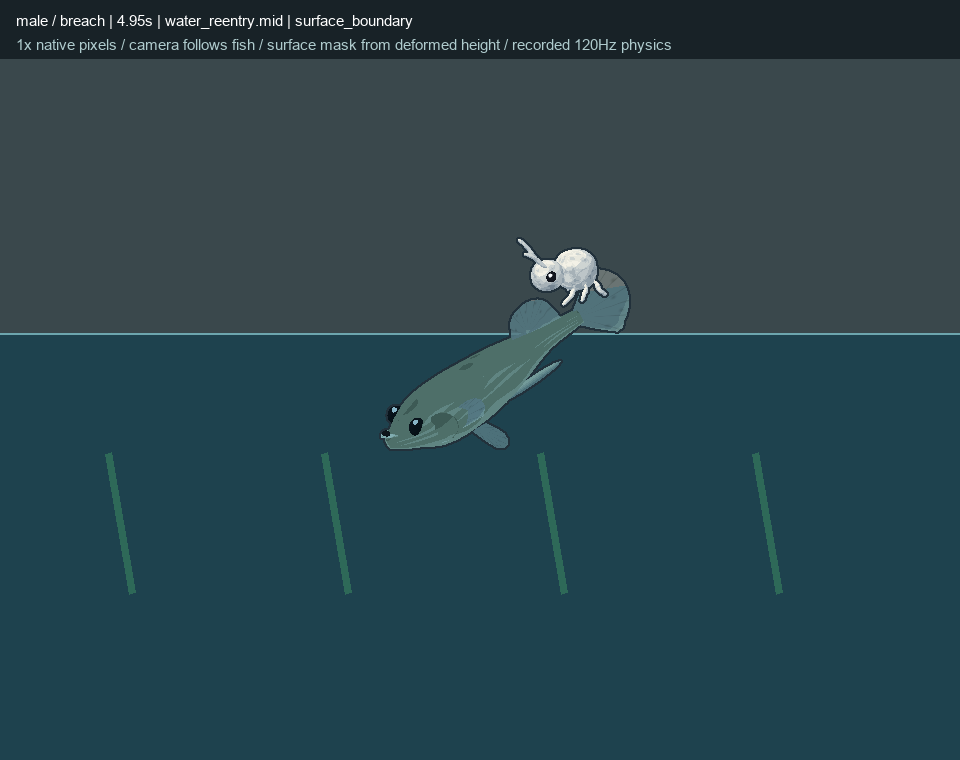 male / breach | 4.95s | water_reentry.mid | surface_boundary
1x native pixels / camera follows fish / surface mask from deformed height / recorded 120Hz physics